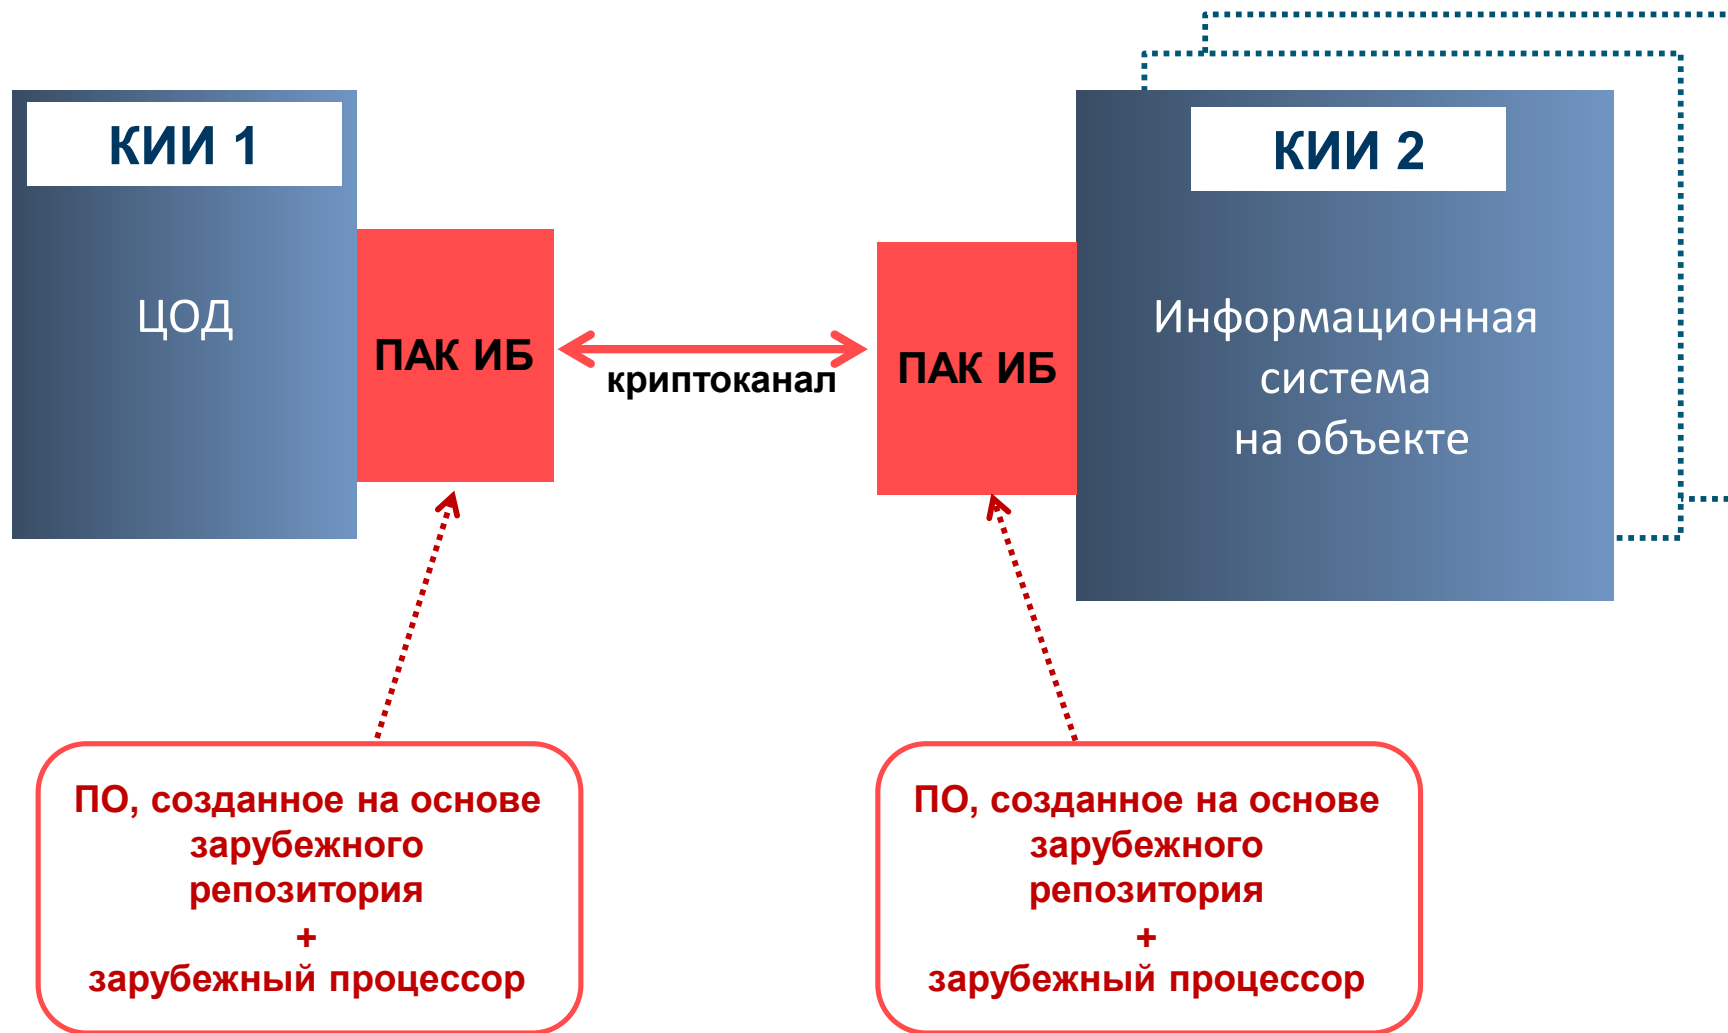 КИИ 1
ЦОД
ПАК ИБ
криптоканал
ПАК ИБ
КИИ 2
Информационная
система
на объекте
ПО, созданное на основе
зарубежного
репозитория
+
зарубежный процессор
ПО, созданное на основе
зарубежного
репозитория
+
зарубежный процессор